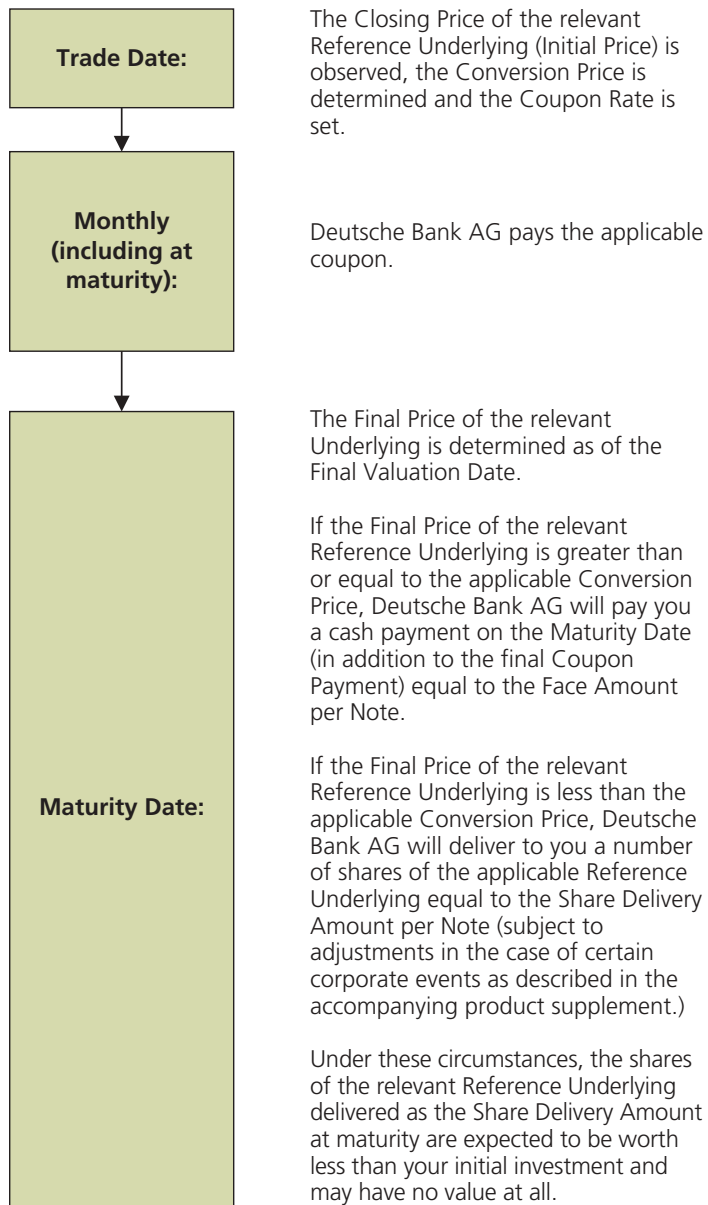 Trade Date:
The Closing Price of the relevant
Reference Underlying (Initial Price) is
observed, the Conversion Price is
determined and the Coupon Rate is
set.
Monthly
(including at
maturity):
Deutsche Bank AG pays the applicable
coupon.
Maturity Date:
The Final Price of the relevant
Underlying is determined as of the
Final Valuation Date.
If the Final Price of the relevant
Reference Underlying is greater than
or equal to the applicable Conversion
Price, Deutsche Bank AG will pay you
a cash payment on the Maturity Date
(in addition to the final Coupon
Payment) equal to the Face Amount
per Note.
If the Final Price of the relevant
Reference Underlying is less than the
applicable Conversion Price, Deutsche
Bank AG will deliver to you a number
of shares of the applicable Reference
Underlying equal to the Share Delivery
Amount per Note (subject to
adjustments in the case of certain
corporate events as described in the
accompanying product supplement.)
Under these circumstances, the shares
of the relevant Reference Underlying
delivered as the Share Delivery Amount
at maturity are expected to be worth
less than your initial investment and
may have no value at all.